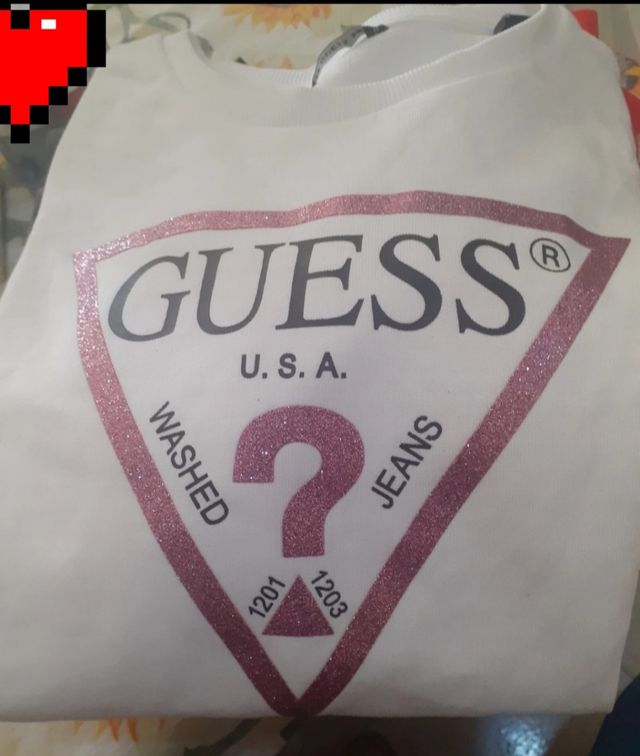 GUESS®
U. S. A.
WASHED
?
JEANS
1201
1203